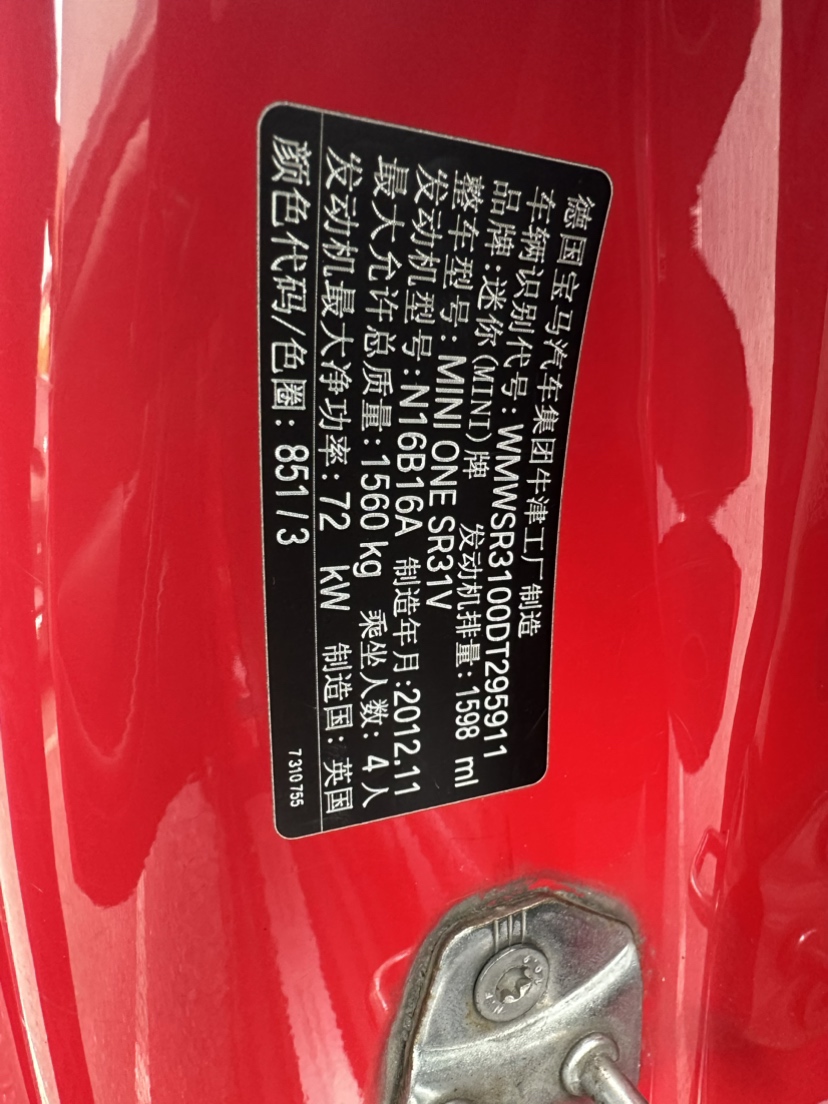 德国宝马汽车集团牛津工厂制造
车辆识别代号:WMWSR3100DT295911
品牌:迷你(MINI)牌 发动机排量:1598 ml
整车型号:MINI ONE SR31V
发动机型号:N16B16A 制造年月:2012.11
最大允许总质量:1560 kg 乘坐人数:4人
发动机最大净功率:72 kW 制造国:英国
颜色代码/色圈:851/3 7310755